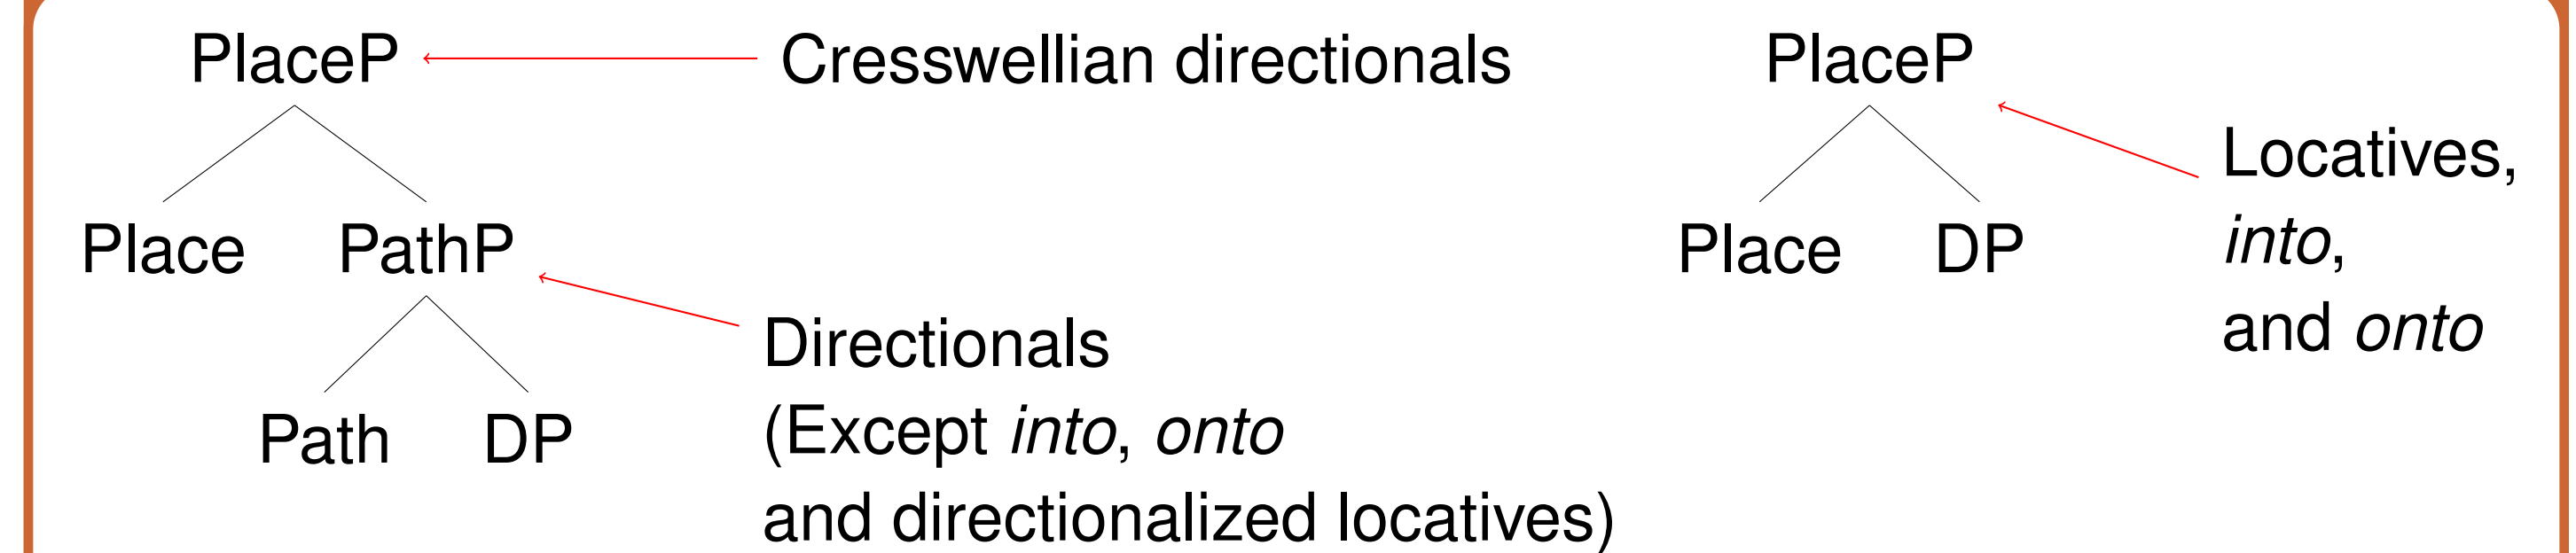 PlaceP
Cresswellian directionals
Place PathP
Path DP
Directionals
(Except into, onto
and directionalized locatives)
PlaceP
Place DP
Locatives,
into,
and onto